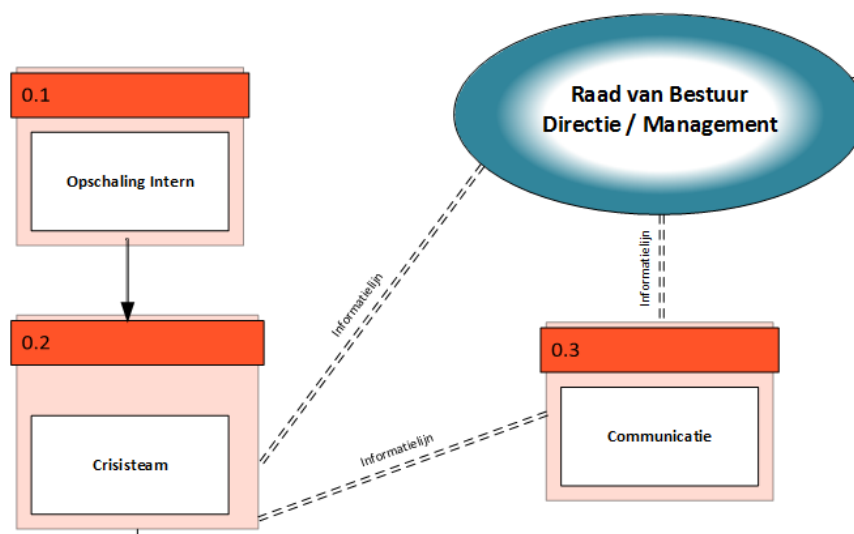 0.1
Opschaling Intern
Raad van Bestuur
Directie / Management
Informatielijn
Informatielijn
0.2
Crisisteam
0.3
Communicatie
Informatielijn